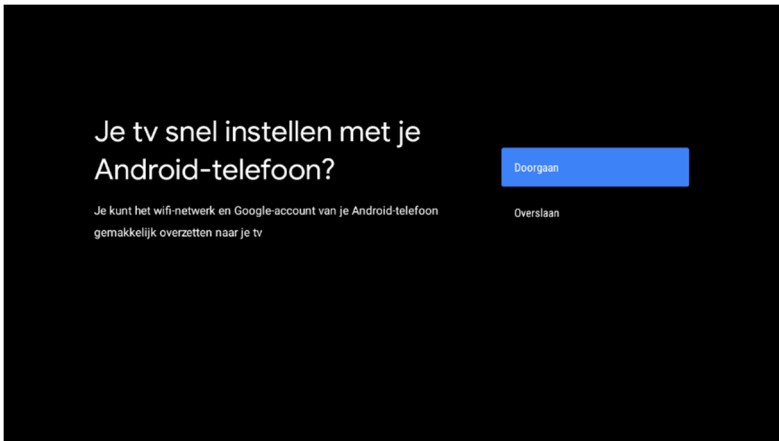 Je tv snel instellen met je
Android-telefoon?
Je kunt het wifi-netwerk en Google-account van je Android-telefoon
gemakkelijk overzetten naar je tv
Doorgaan
Overslaan